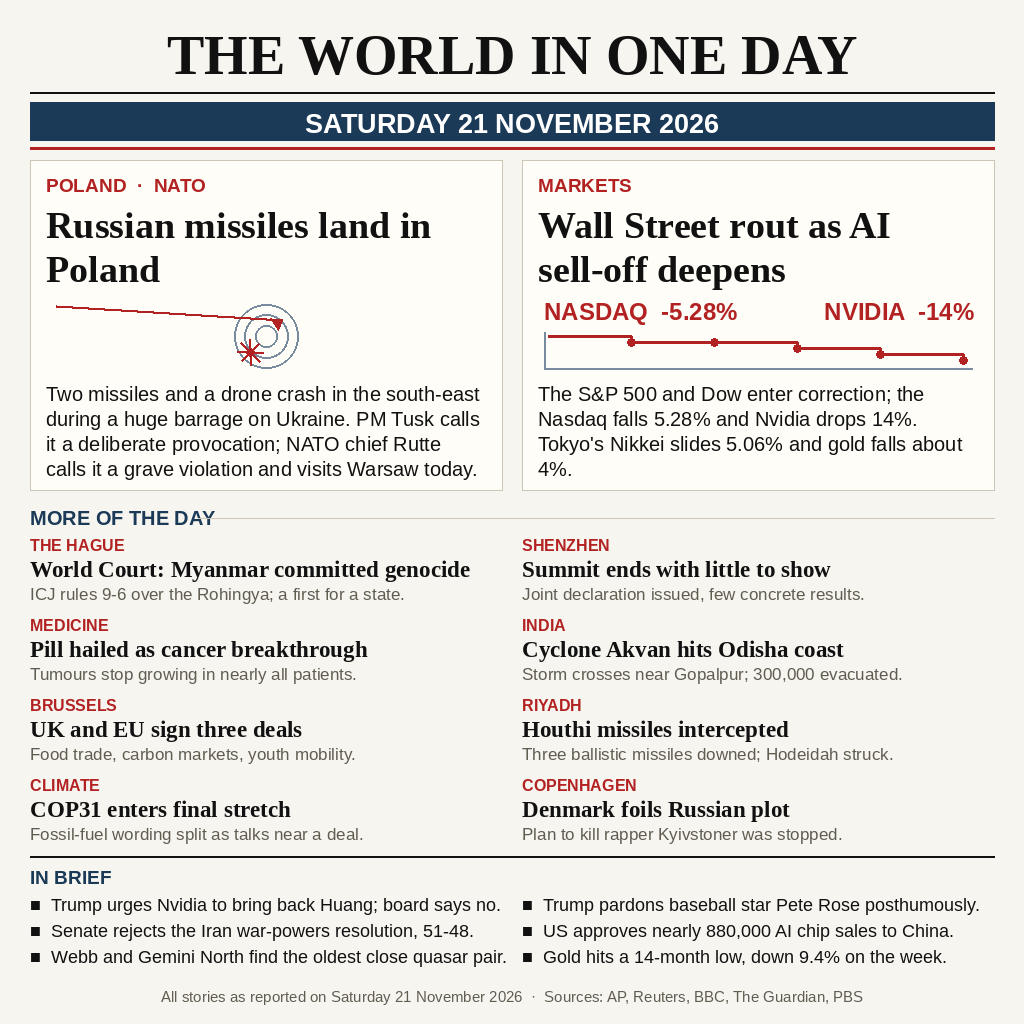 THE WORLD IN ONE DAY
SATURDAY 21 NOVEMBER 2026
POLAND · NATO
Russian missiles land in
Poland
Two missiles and a drone crash in the south-east
during a huge barrage on Ukraine. PM Tusk calls
it a deliberate provocation; NATO chief Rutte
calls it a grave violation and visits Warsaw today.
MARKETS
Wall Street rout as AI
sell-off deepens
NASDAQ -5.28%
NVIDIA -14%
The S&P 500 and Dow enter correction; the
Nasdaq falls 5.28% and Nvidia drops 14%.
Tokyo's Nikkei slides 5.06% and gold falls about
4%.
MORE OF THE DAY
THE HAGUE
World Court: Myanmar committed genocide
ICJ rules 9-6 over the Rohingya; a first for a state.
SHENZHEN
Summit ends with little to show
Joint declaration issued, few concrete results.
MEDICINE
Pill hailed as cancer breakthrough
Tumours stop growing in nearly all patients.
INDIA
Cyclone Akvan hits Odisha coast
Storm crosses near Gopalpur; 300,000 evacuated.
BRUSSELS
UK and EU sign three deals
Food trade, carbon markets, youth mobility.
RIYADH
Houthi missiles intercepted
Three ballistic missiles downed; Hodeidah struck.
CLIMATE
COP31 enters final stretch
Fossil-fuel wording split as talks near a deal.
COPENHAGEN
Denmark foils Russian plot
Plan to kill rapper Kyivstoner was stopped.
IN BRIEF
■ Trump urges Nvidia to bring back Huang; board says no.
■ Senate rejects the Iran war-powers resolution, 51-48.
■ Webb and Gemini North find the oldest close quasar pair.
■ Trump pardons baseball star Pete Rose posthumously.
■ US approves nearly 880,000 AI chip sales to China.
■ Gold hits a 14-month low, down 9.4% on the week.
All stories as reported on Saturday 21 November 2026 · Sources: AP, Reuters, BBC, The Guardian, PBS